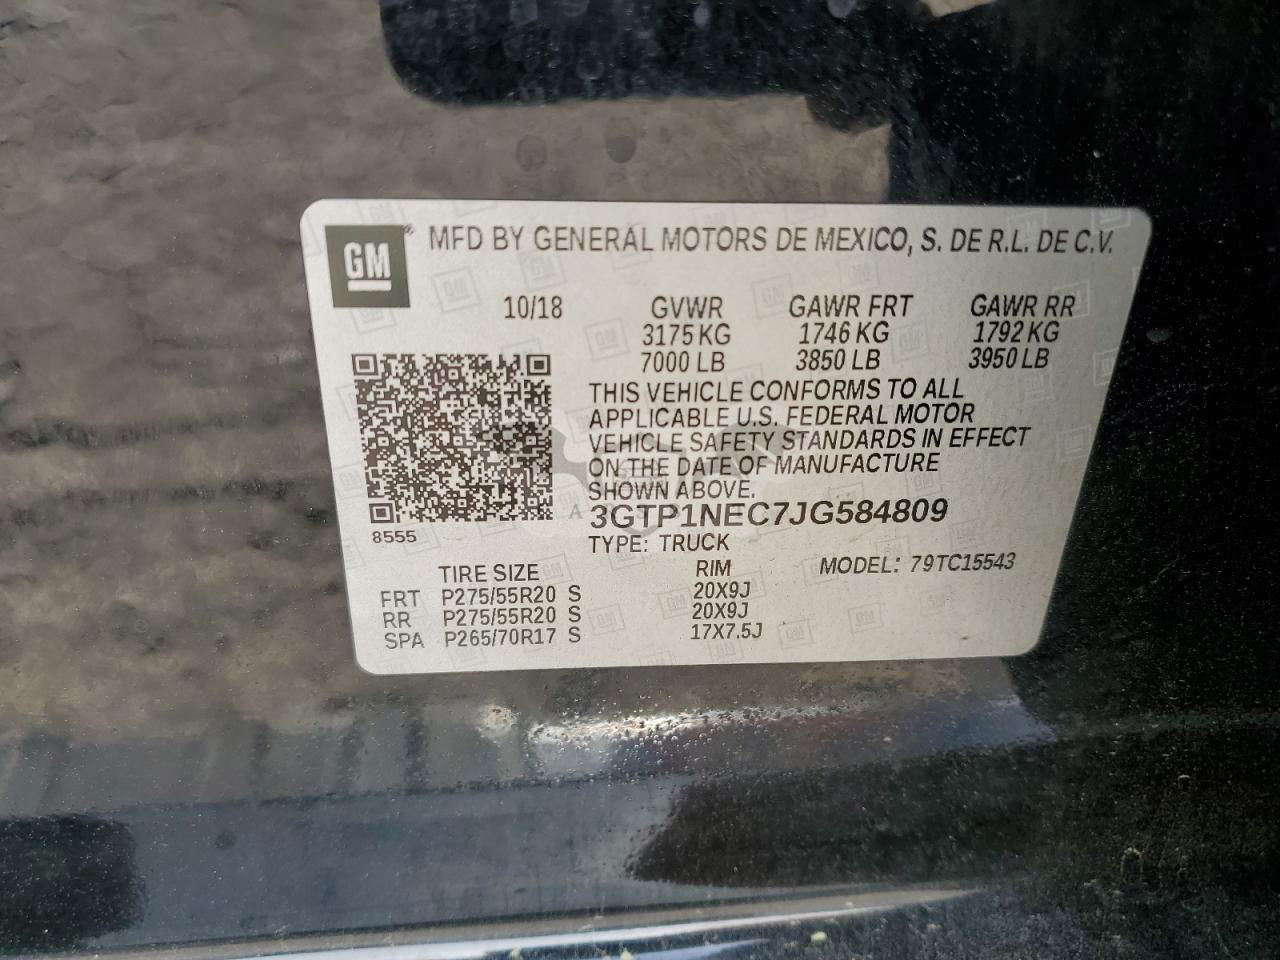 GM ® MFD BY GENERAL MOTORS DE MEXICO, S. DE R.L. DE C.V.
10/18 GVWR GAWR FRT GAWR RR
3175 KG 1746 KG 1792 KG
7000 LB 3850 LB 3950 LB
THIS VEHICLE CONFORMS TO ALL
APPLICABLE U.S. FEDERAL MOTOR
VEHICLE SAFETY STANDARDS IN EFFECT
ON THE DATE OF MANUFACTURE
SHOWN ABOVE.
3GTP1NEC7JG584809
8555
TYPE: TRUCK
TIRE SIZE RIM MODEL: 79TC15543
FRT P275/55R20 S 20X9J
RR P275/55R20 S 20X9J
SPA P265/70R17 S 17X7.5J